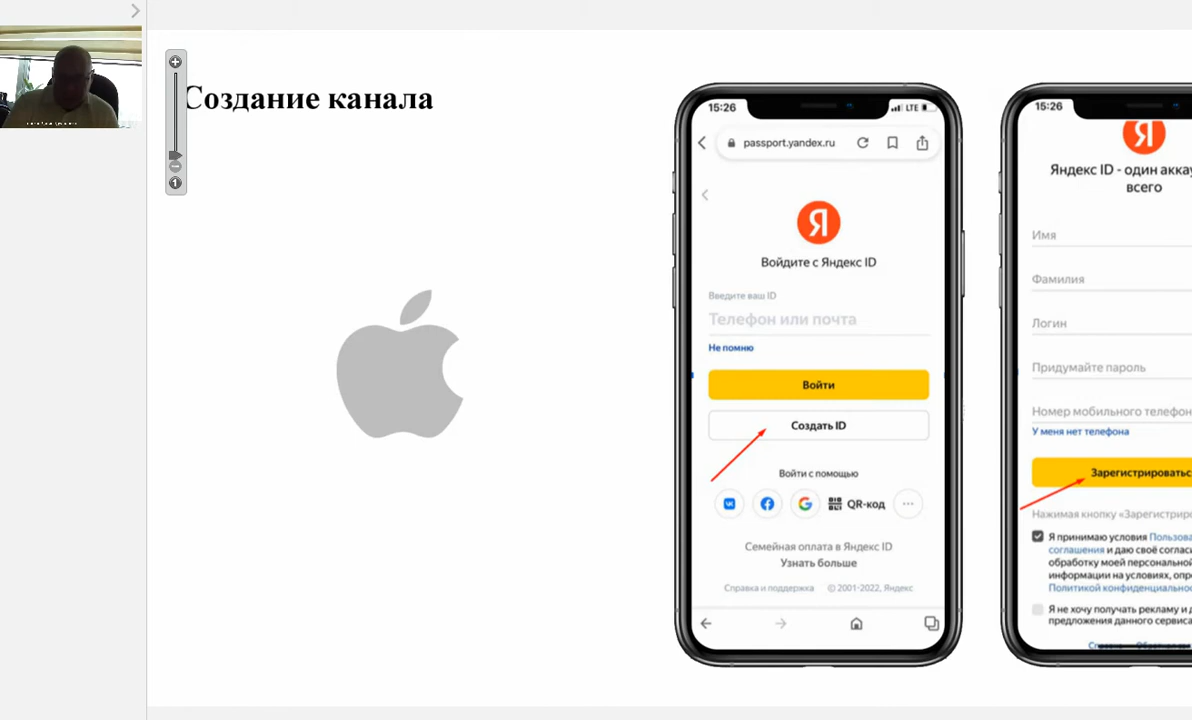 Создание канала
1
15:26
LTE
passport.yandex.ru
Я
Войдите с Яндекс ID
Введите ваш ID
Телефон или почта
Не помню
Войти
Создать ID
Войти с помощью
QR-код
Семейная оплата в Яндекс ID
Узнать больше
Справка и поддержка © 2001-2022, Яндекс
15:26
Я
Яндекс ID - один акка
всего
Имя
Фамилия
Логин
Придумайте пароль
Номер мобильного телефон
У меня нет телефона
Зарегистрироватьс
Нажимая кнопку «Зарегистриро
Я принимаю условия Пользова
соглашения и даю своё соглас
обработку моей персональной
информации на условиях, опр
Политикой конфиденциальнос
Я не хочу получать рекламу и д
предложения данного сервиса